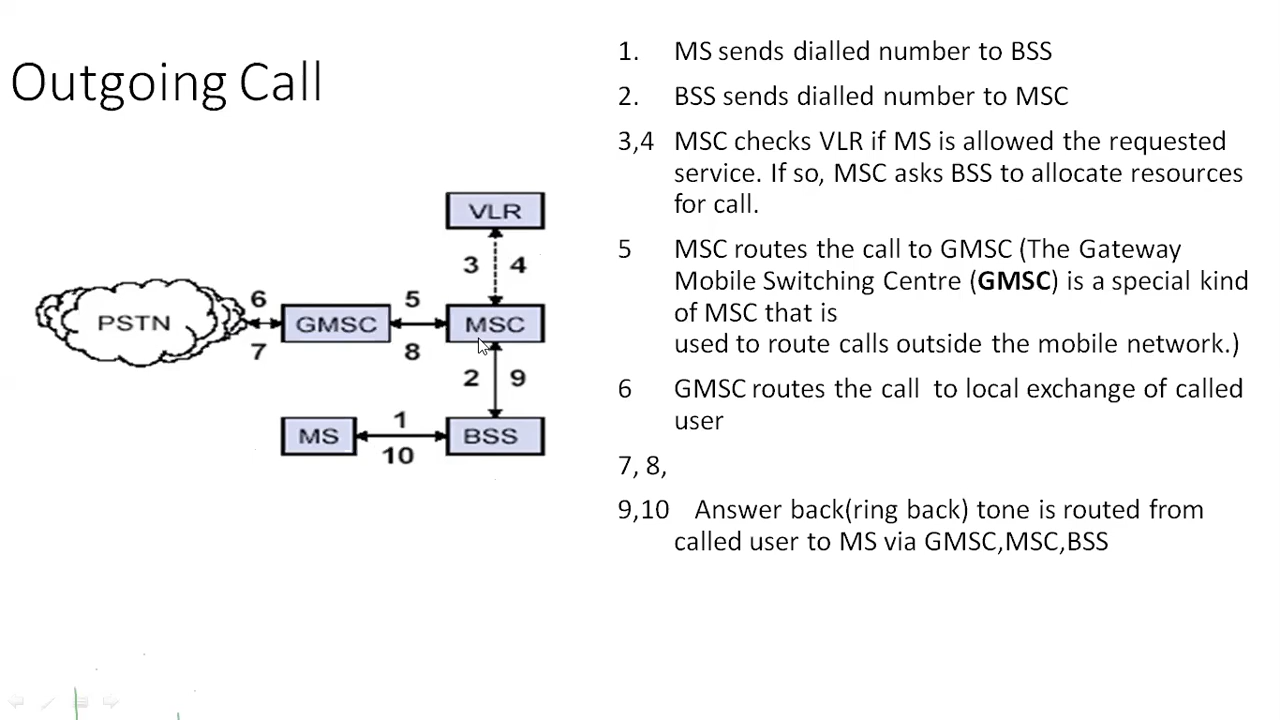 Outgoing Call
1. MS sends dialled number to BSS
2. BSS sends dialled number to MSC
3,4 MSC checks VLR if MS is allowed the requested
service. If so, MSC asks BSS to allocate resources
for call.
5 MSC routes the call to GMSC (The Gateway
Mobile Switching Centre (GMSC) is a special kind
of MSC that is
used to route calls outside the mobile network.)
6 GMSC routes the call to local exchange of called
user
7, 8,
9,10 Answer back(ring back) tone is routed from
called user to MS via GMSC,MSC,BSS
VLR
3 4
6 5
PSTN GMSC MSC
7 8
2 9
1
MS BSS
10